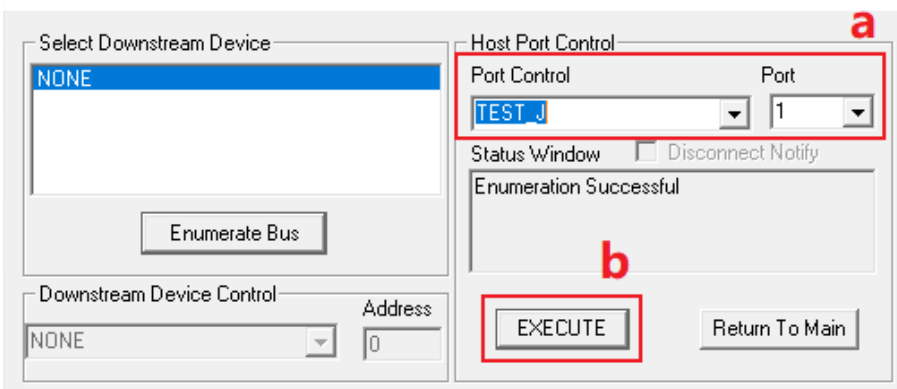 a
Select Downstream Device
NONE
Enumerate Bus
Downstream Device Control
Address
NONE
0
Host Port Control
Port Control
Port
TEST_J
1
Status Window
Disconnect Notify
Enumeration Successful
b
EXECUTE
Return To Main